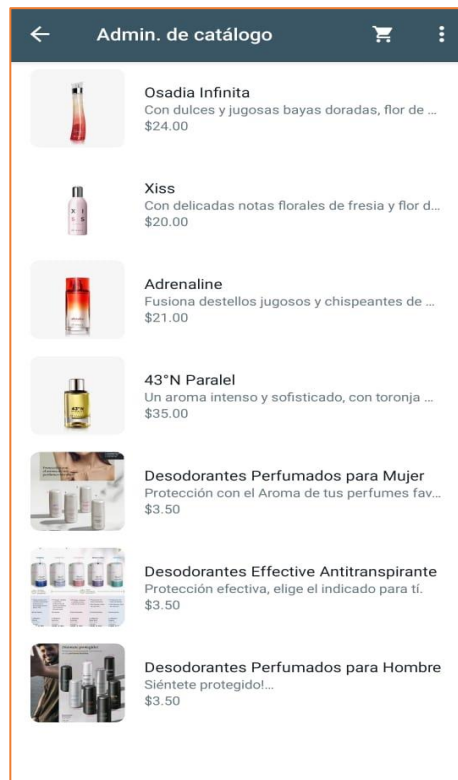 Admin. de catálogo
Osadia Infinita
Con dulces y jugosas bayas doradas, flor de ...
$24.00
X I
S S
Xiss
Con delicadas notas florales de fresia y flor d...
$20.00
Adrenaline
Fusiona destellos jugosos y chispeantes de ...
$21.00
43°N
43°N Paralel
Un aroma intenso y sofisticado, con toronja ...
$35.00
Desodorantes Perfumados para Mujer
Protección con el Aroma de tus perfumes fav...
$3.50
Desodorantes Effective Antitranspirante
Protección efectiva, elige el indicado para tí.
$3.50
Desodorantes Perfumados para Hombre
Siéntete protegido!...
$3.50